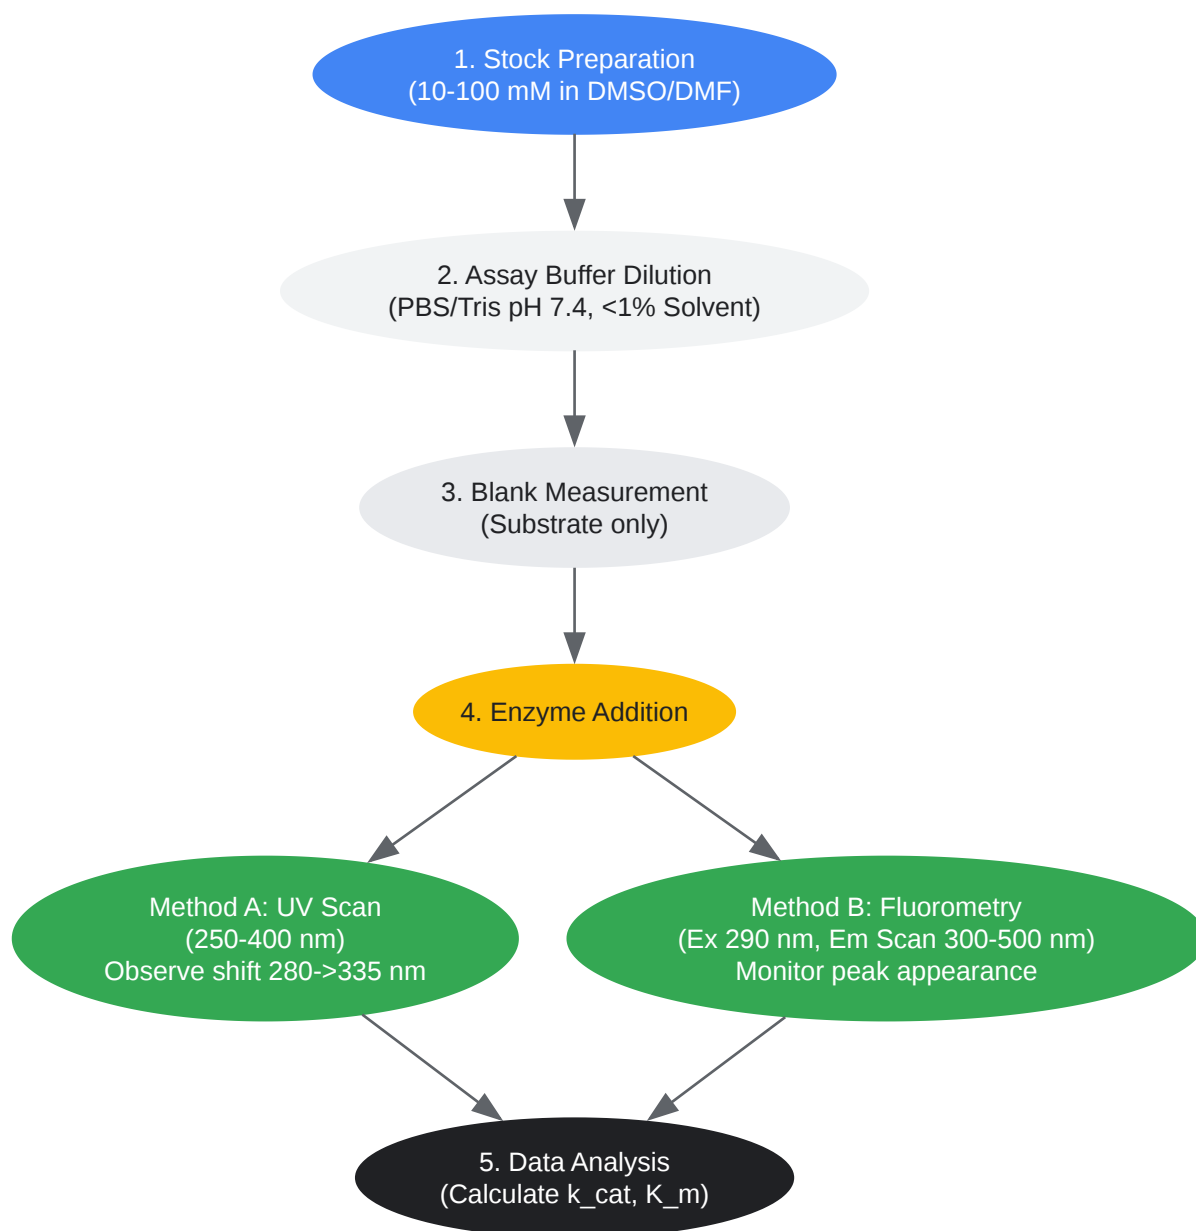 1. Stock Preparation
(10-100 mM in DMSO/DMF)
2. Assay Buffer Dilution
(PBS/Tris pH 7.4, <1% Solvent)
3. Blank Measurement
(Substrate only)
4. Enzyme Addition
Method A: UV Scan
(250-400 nm)
Observe shift 280->335 nm
Method B: Fluorometry
(Ex 290 nm, Em Scan 300-500 nm)
Monitor peak appearance
5. Data Analysis
(Calculate k_cat, K_m)